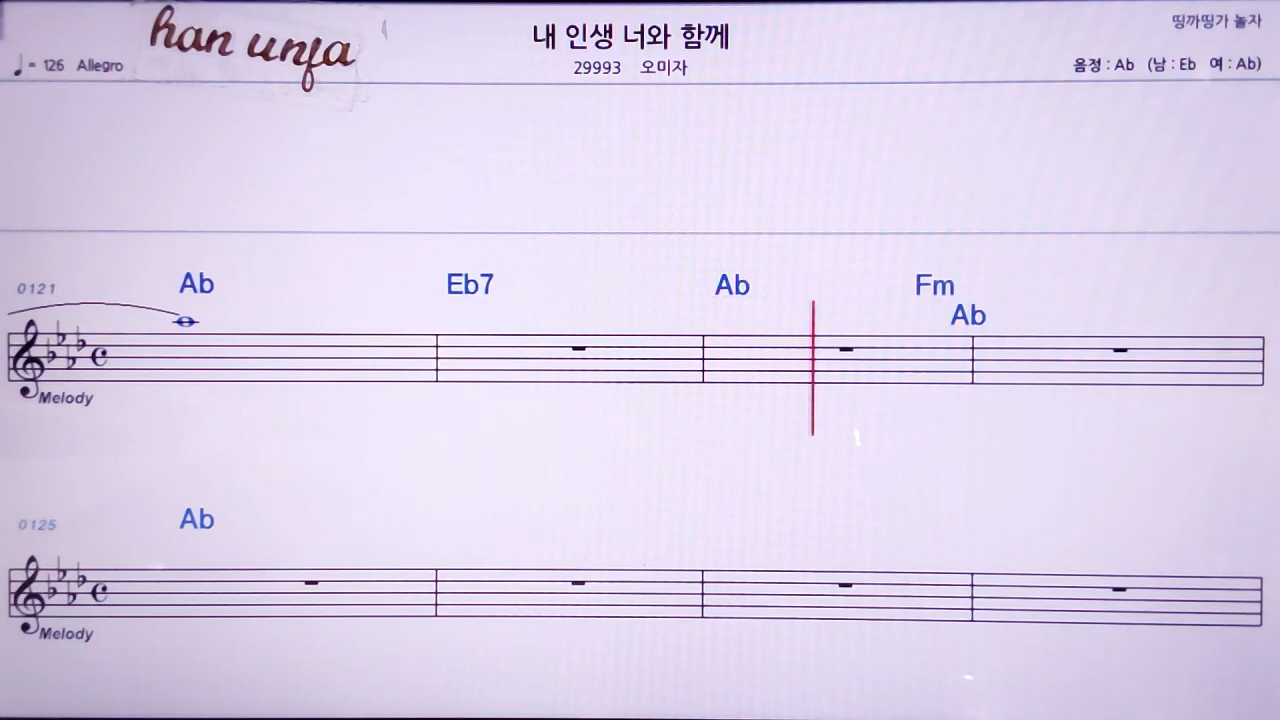 han unja
내 인생 너와 함께
띵까띵가 놀자
♩= 126 Allegro
29993 오미자
음정 : Ab (남 : Eb 여 : Ab)
0121 Ab Eb7 Ab Fm
Ab
Melody
0125 Ab
Melody